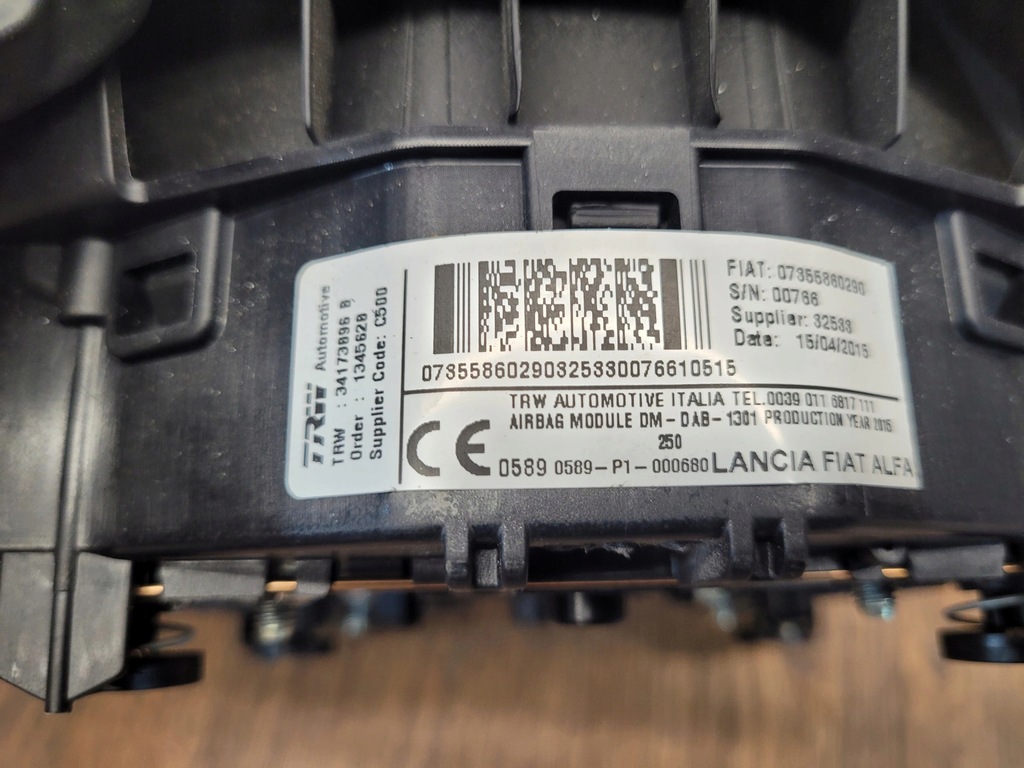 TRW Automotive
TRW : 34173896 B
Order : 1345628
Supplier Code: C500
FIAT: 07355860290
S/N: 00766
Supplier: 32533
Date: 15/04/2015
07355860290325330076610515
TRW AUTOMOTIVE ITALIA TEL.0039 011 6817111
AIRBAG MODULE DM-DAB-1301 PRODUCTION YEAR 2015
250
CE 0589 0589-P1-000680 LANCIA FIAT ALFA